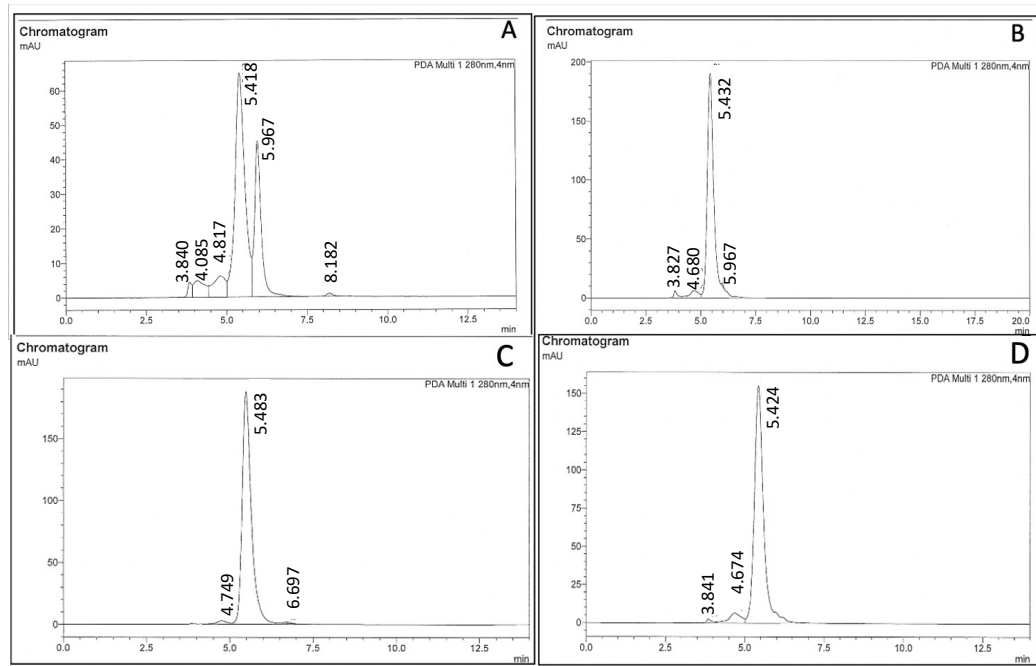 Chromatogram A
mAU
PDA Multi 1 280nm,4nm
60
50
40
30
20
10
0
3.840
4.085
4.817
5.418
5.967
8.182
0.0 2.5 5.0 7.5 10.0 12.5
min
Chromatogram B
mAU
PDA Multi 1 280nm,4nm
200
150
100
50
0
3.827
4.680
5.432
5.967
0.0 2.5 5.0 7.5 10.0 12.5 15.0 17.5 20.0
min
Chromatogram C
mAU
PDA Multi 1 280nm,4nm
150
100
50
0
4.749
5.483
6.697
0.0 2.5 5.0 7.5 10.0 12.5
min
Chromatogram D
mAU
PDA Multi 1 280nm,4nm
150
125
100
75
50
25
0
3.841
4.674
5.424
0.0 2.5 5.0 7.5 10.0 12.5
min